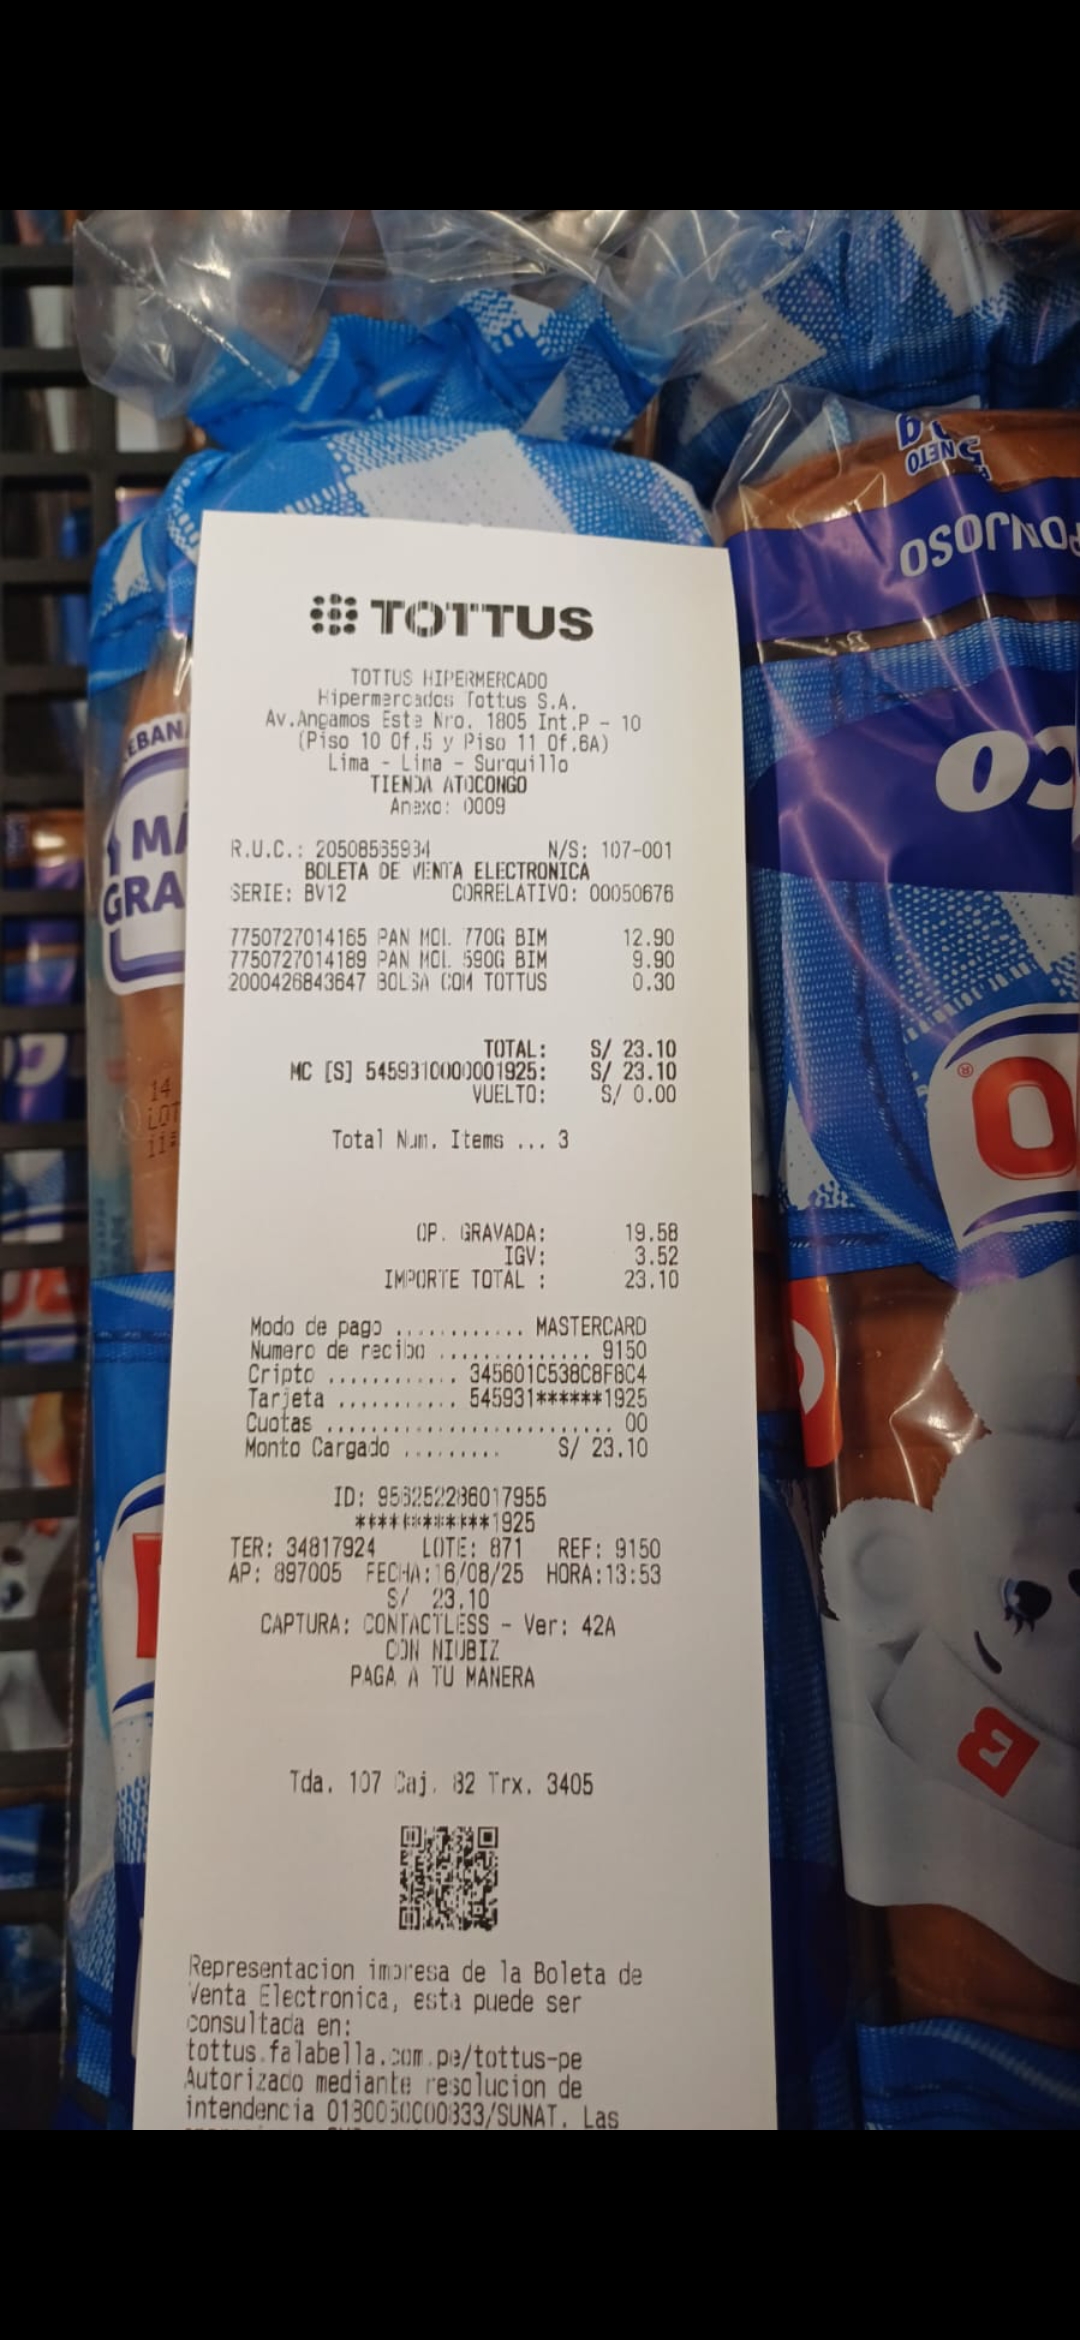 TOTTUS
TOTTUS HIPERMERCADO
Hipermercados Tottus S.A.
Av.Angamos Este Nro. 1805 Int.P - 10
(Piso 10 Of.5 y Piso 11 Of.6A)
Lima - Lima - Surquillo
TIENDA ATOCONGO
Anexo: 0009
R.U.C.: 20508565934 N/S: 107-001
BOLETA DE VENTA ELECTRONICA
SERIE: BV12 CORRELATIVO: 00050676
7750727014165 PAN MOL 770G BIM 12.90
7750727014189 PAN MOL 590G BIM 9.90
2000426843647 BOLSA COM TOTTUS 0.30
TOTAL: S/ 23.10
MC [S] 5459310000001925: S/ 23.10
VUELTO: S/ 0.00
Total Num. Items ... 3
OP. GRAVADA: 19.58
IGV: 3.52
IMPORTE TOTAL : 23.10
Modo de pago ............ MASTERCARD
Numero de recibo .............. 9150
Cripto ............ 345601C538C8F8C4
Tarjeta ........... 545931******1925
Cuotas ......................... 00
Monto Cargado ......... S/ 23.10
ID: 956252286017955
************1925
TER: 34817924 LOTE: 871 REF: 9150
AP: 897005 FECHA:16/08/25 HORA:13:53
S/ 23.10
CAPTURA: CONTACTLESS - Ver: 42A
CON NIUBIZ
PAGA A TU MANERA
Tda. 107 Caj. 82 Trx. 3405
Representacion impresa de la Boleta de
Venta Electronica, esta puede ser
consultada en:
tottus.falabella.com.pe/tottus-pe
Autorizado mediante resolucion de
intendencia 0180050000833/SUNAT. Las
NETO